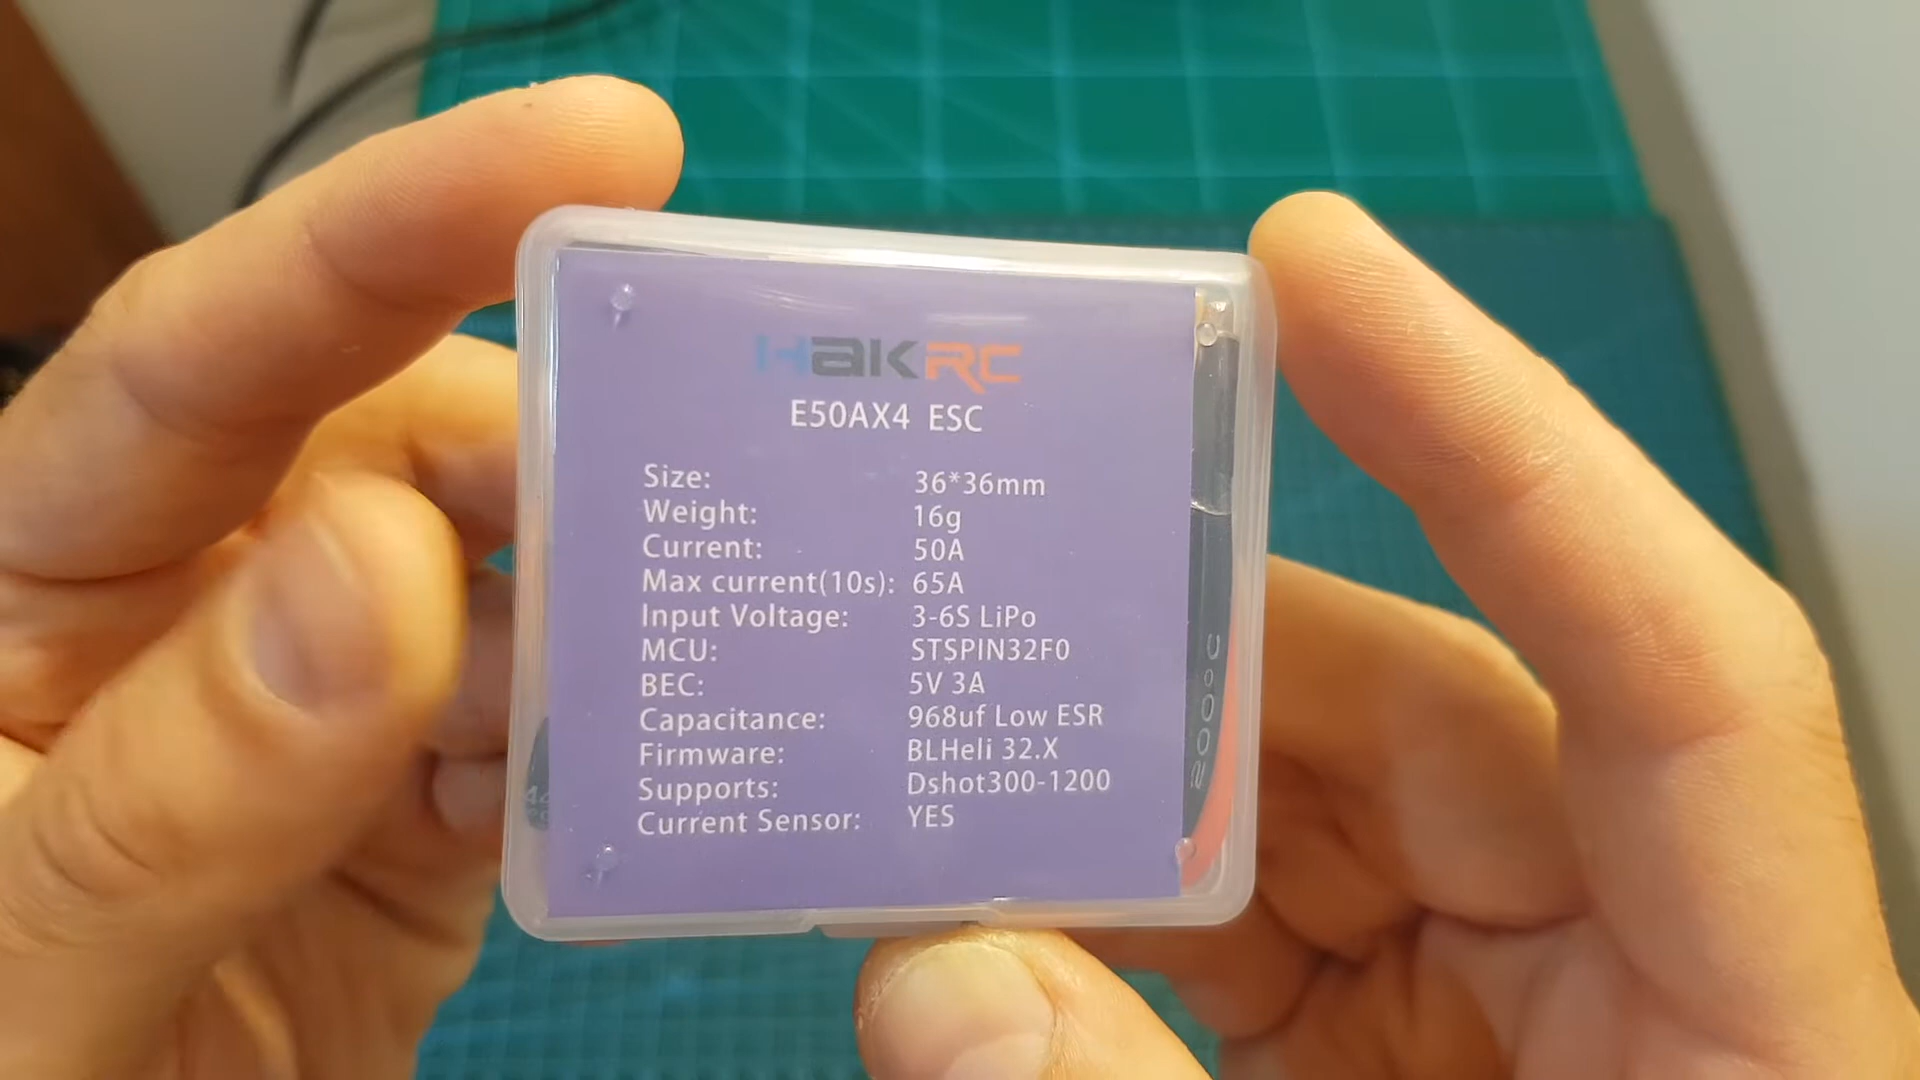 HAKRC
E50AX4 ESC
Size: 36*36mm
Weight: 16g
Current: 50A
Max current(10s): 65A
Input Voltage: 3-6S LiPo
MCU: STSPIN32F0
BEC: 5V 3A
Capacitance: 968uf Low ESR
Firmware: BLHeli 32.X
Supports: Dshot300-1200
Current Sensor: YES
200°C